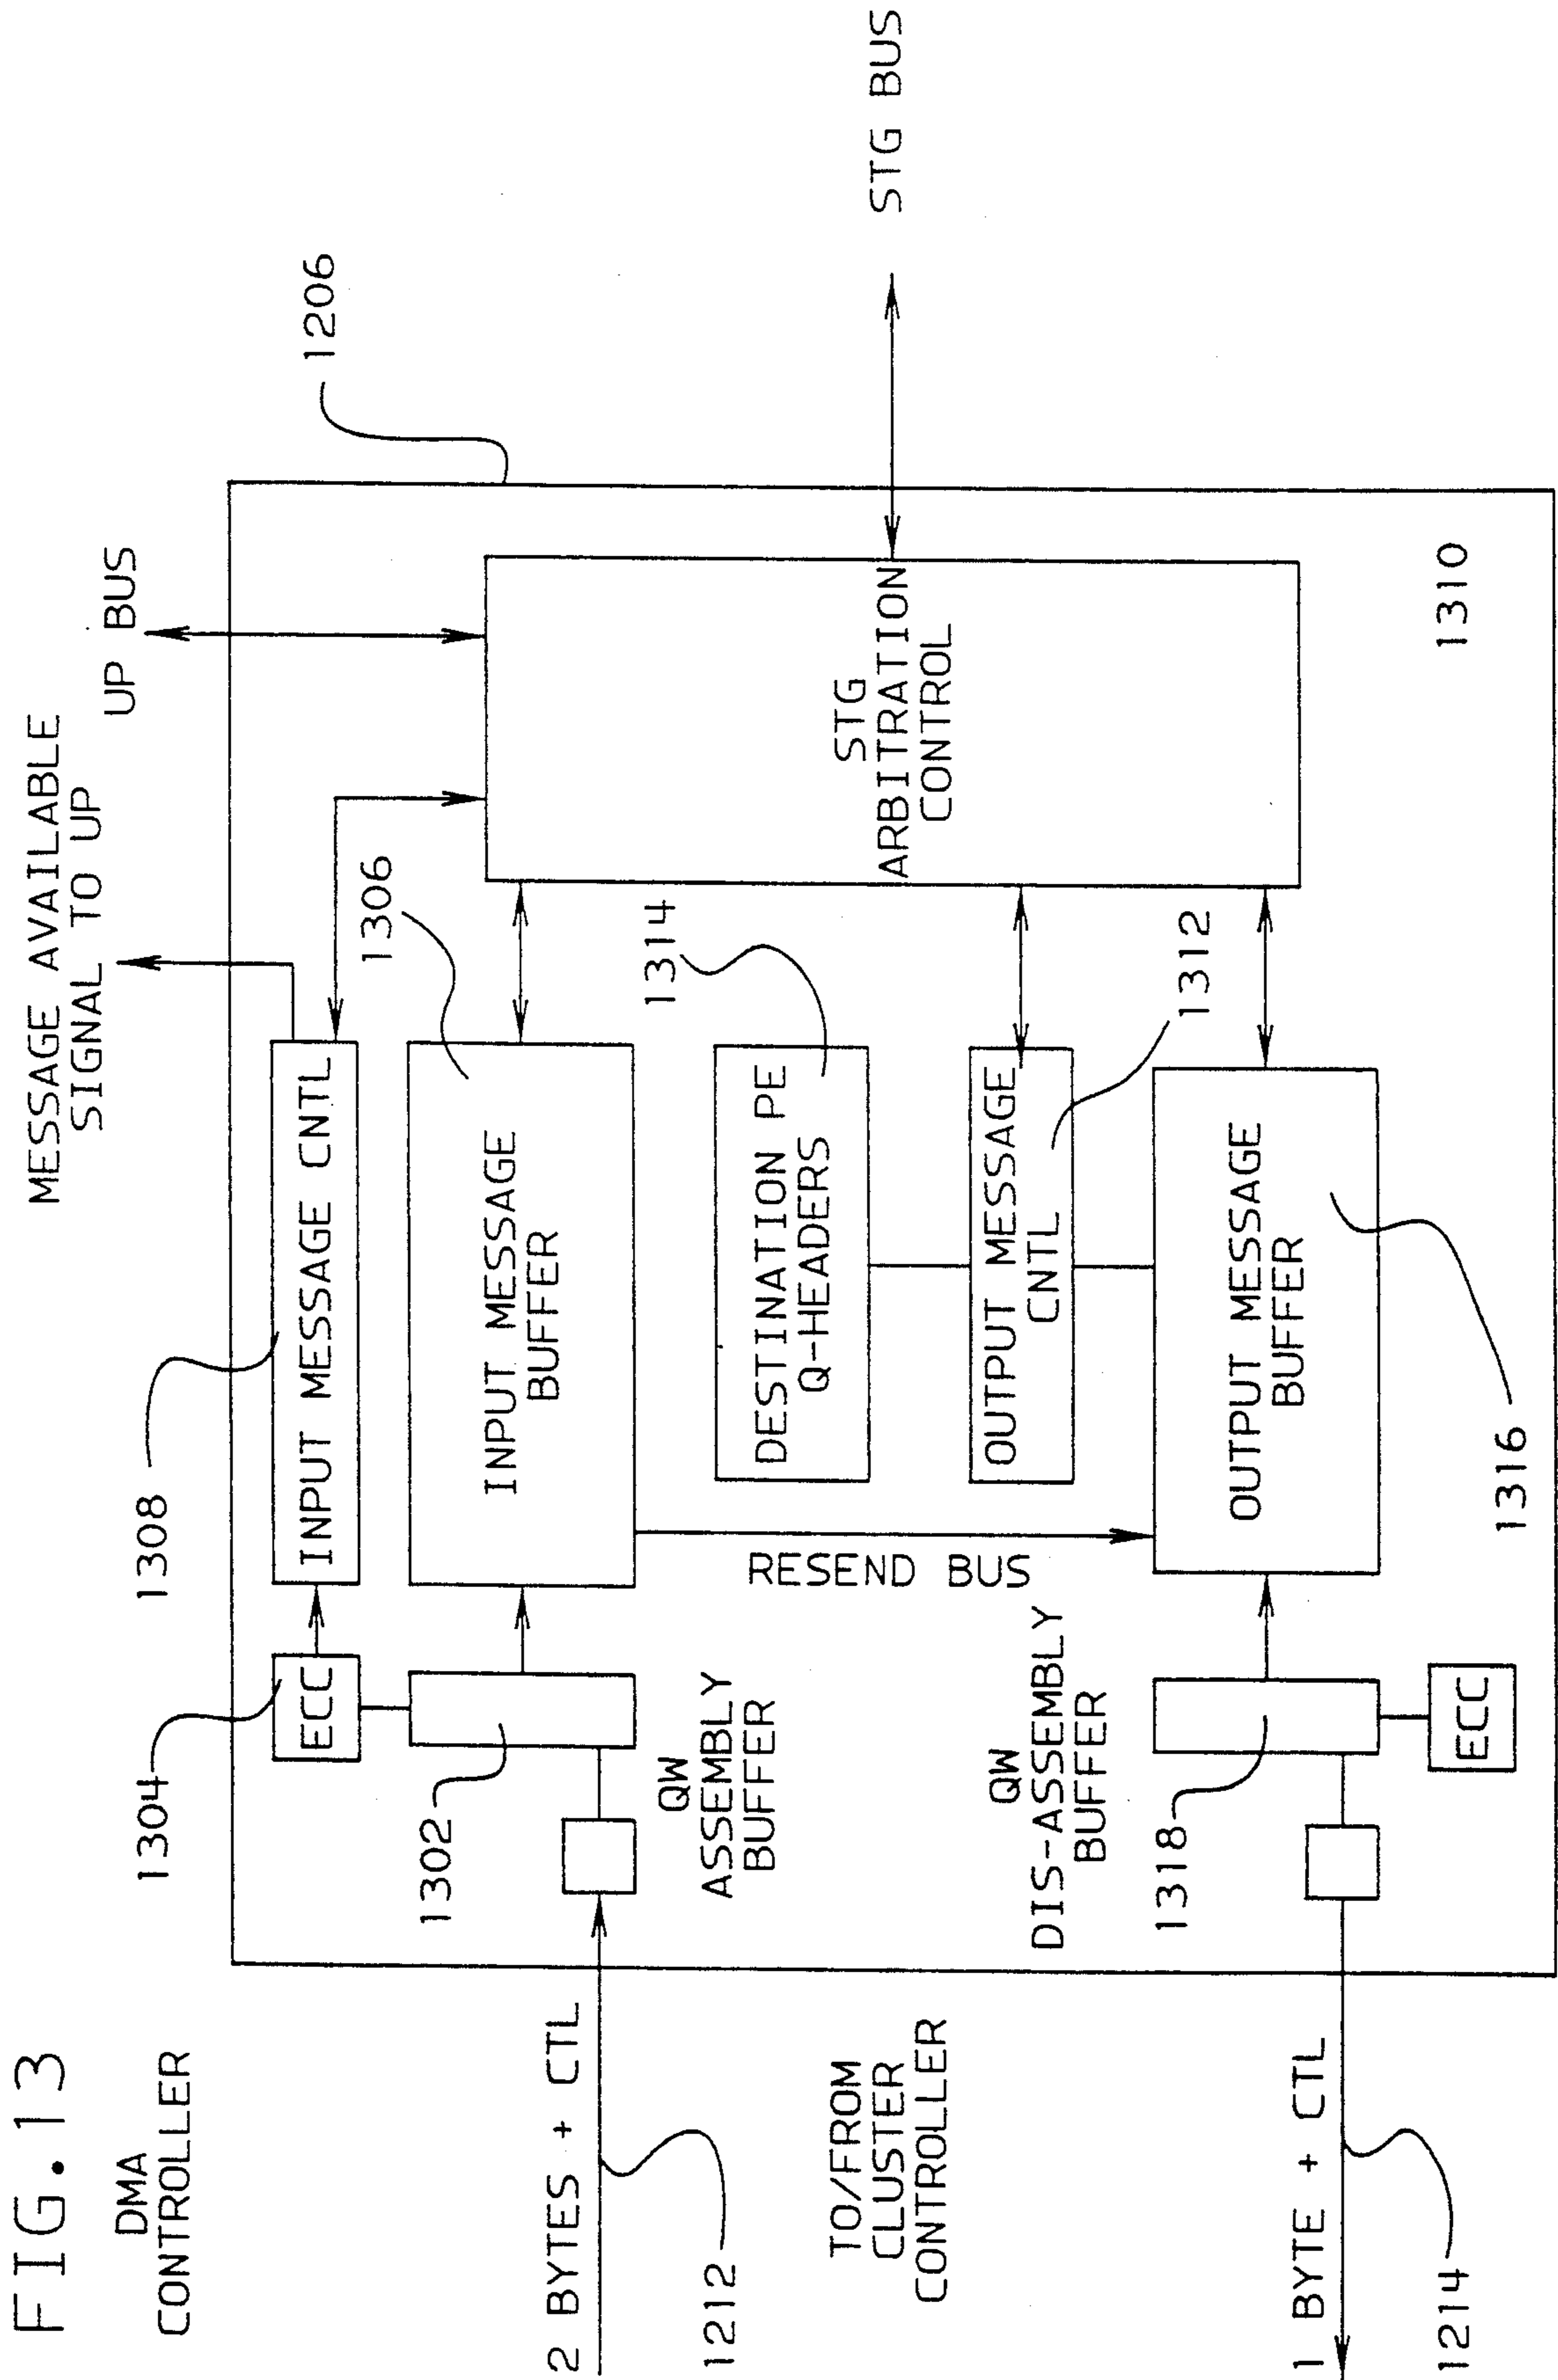 FIG.13
DMA
CONTROLLER
MESSAGE AVAILABLE
SIGNAL TO UP
UP BUS
1206
1304
1308
ECC
INPUT MESSAGE CNTL
1306
1302
INPUT MESSAGE
BUFFER
2 BYTES + CTL
1212
QW
ASSEMBLY
BUFFER
RESEND BUS
1314
DESTINATION PE
Q-HEADERS
STG
ARBITRATION
CONTROL
STG BUS
TO/FROM
CLUSTER
CONTROLLER
QW
DIS-ASSEMBLY
BUFFER
OUTPUT MESSAGE
CNTL
1312
1318
OUTPUT MESSAGE
BUFFER
1 BYTE + CTL
1214
ECC
1316
1310